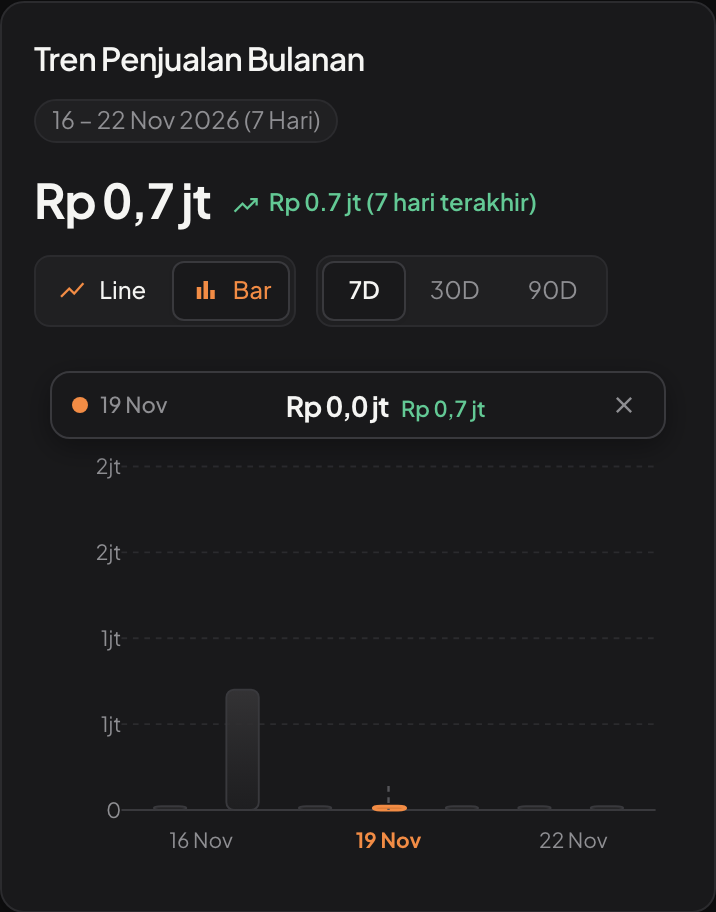 Tren Penjualan Bulanan
16 – 22 Nov 2026 (7 Hari)
Rp 0,7 jt Rp 0.7 jt (7 hari terakhir)
Line Bar 7D 30D 90D
19 Nov Rp 0,0 jt Rp 0,7 jt
2jt
2jt
1jt
1jt
0
16 Nov 19 Nov 22 Nov